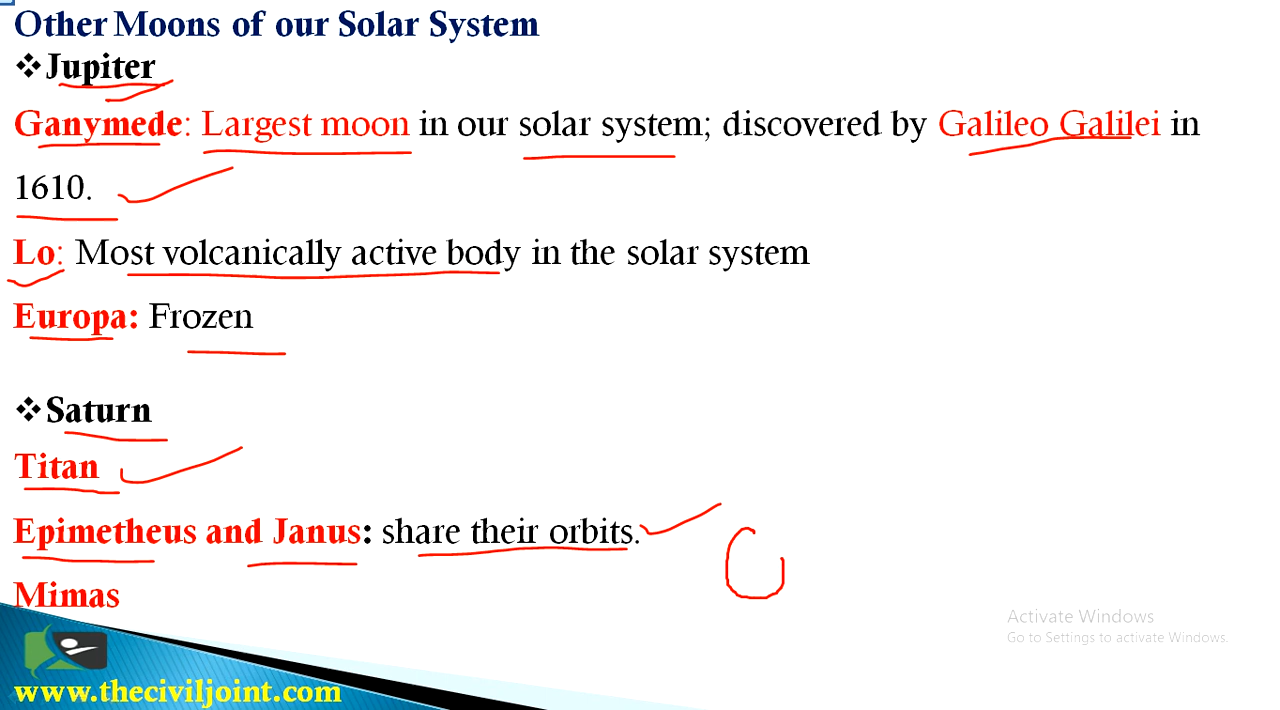 Other Moons of our Solar System
❖Jupiter
Ganymede: Largest moon in our solar system; discovered by Galileo Galilei in
1610.
Lo: Most volcanically active body in the solar system
Europa: Frozen
❖Saturn
Titan
Epimetheus and Janus: share their orbits.
Mimas
Activate Windows
Go to Settings to activate Windows.
www.theciviljoint.com